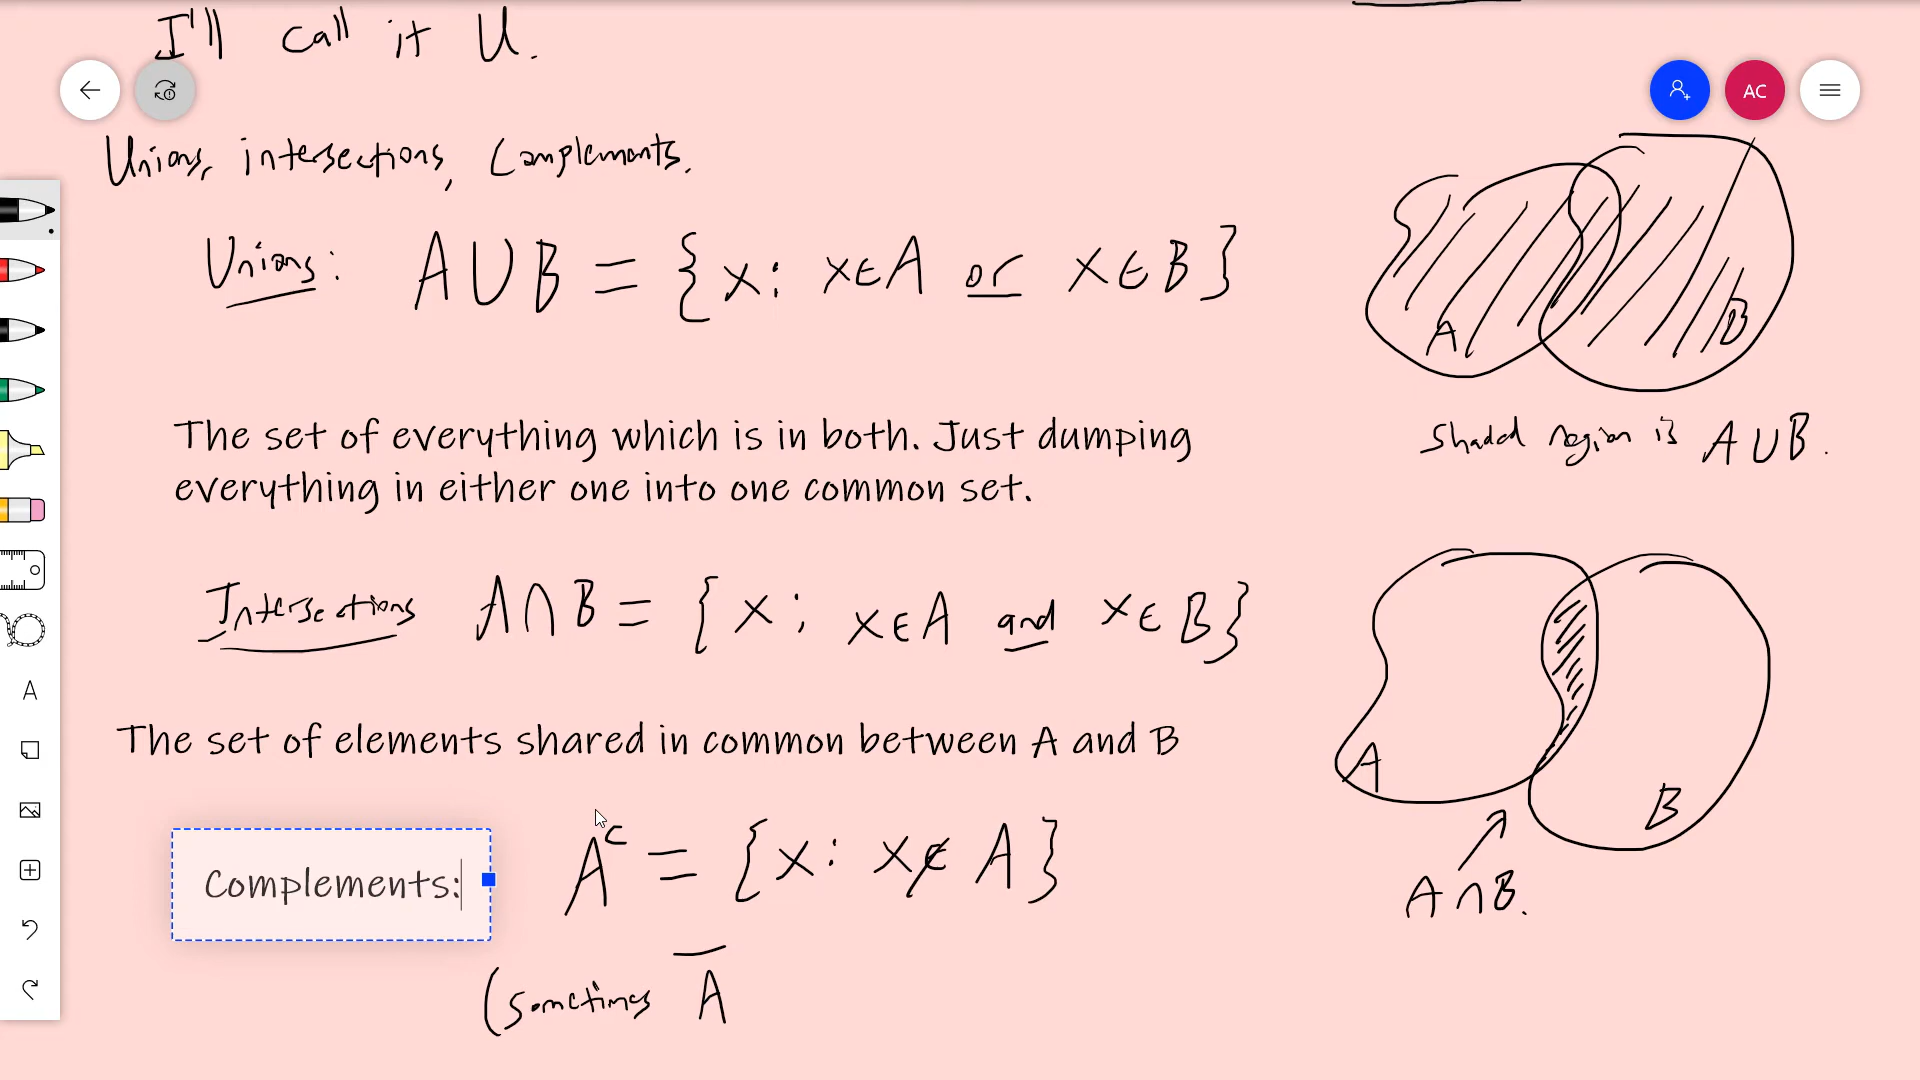 I'll call it U.
AC
Unions, intersections, Complements.
Unions: A∪B = {x: x∈A or x∈B}
A
B
Shaded region is A∪B.
The set of everything which is in both. Just dumping
everything in either one into one common set.
Intersections A∩B = {x: x∈A and x∈B}
The set of elements shared in common between A and B
A
B
A∩B.
Complements: Aᶜ = {x: x∉A}
(sometimes A̅
A